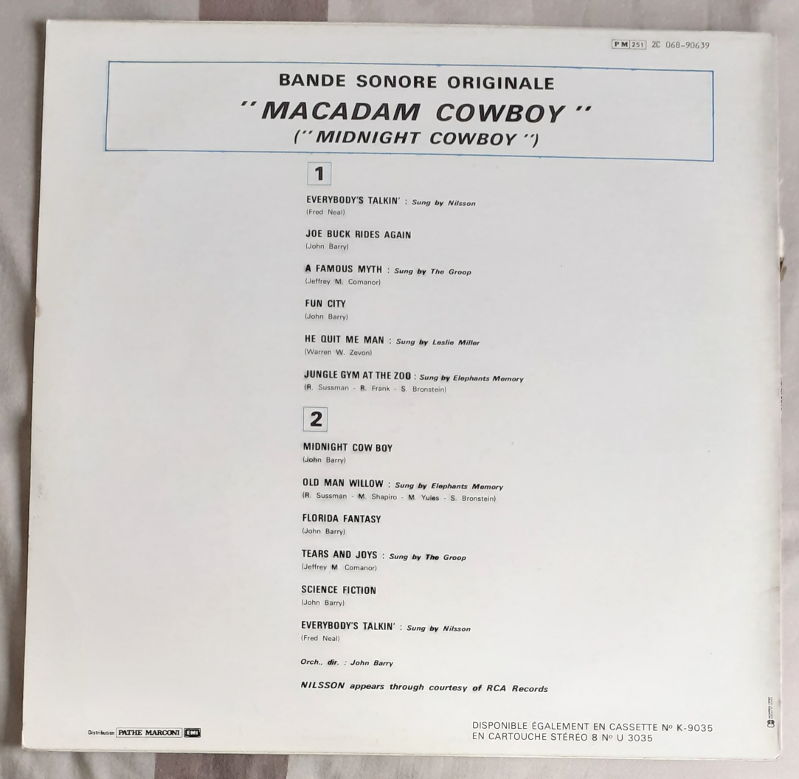 PM 251 2C 068-90639
BANDE SONORE ORIGINALE
"MACADAM COWBOY"
("MIDNIGHT COWBOY")
1
EVERYBODY'S TALKIN' : Sung by Nilsson
(Fred Neal)
JOE BUCK RIDES AGAIN
(John Barry)
A FAMOUS MYTH : Sung by The Groop
(Jeffrey M. Comanor)
FUN CITY
(John Barry)
HE QUIT ME MAN : Sung by Leslie Miller
(Warren W. Zevon)
JUNGLE GYM AT THE ZOO : Sung by Elephants Memory
(R. Sussman - R. Frank - S. Bronstein)
2
MIDNIGHT COW BOY
(John Barry)
OLD MAN WILLOW : Sung by Elephants Memory
(R. Sussman - M. Shapiro - M. Yules - S. Bronstein)
FLORIDA FANTASY
(John Barry)
TEARS AND JOYS : Sung by The Groop
(Jeffrey M Comanor)
SCIENCE FICTION
(John Barry)
EVERYBODY'S TALKIN' : Sung by Nilsson
(Fred Neal)
Orch., dir. : John Barry
NILSSON appears through courtesy of RCA Records
Distribution PATHE MARCONI EMI
DISPONIBLE ÉGALEMENT EN CASSETTE Nº K-9035
EN CARTOUCHE STÉRÉO 8 Nº U 3035